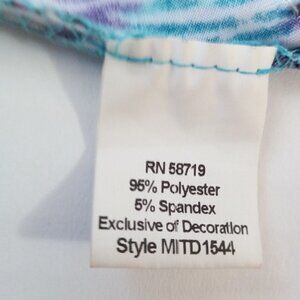 RN 58719
95% Polyester
5% Spandex
Exclusive of Decoration
Style MITD1544